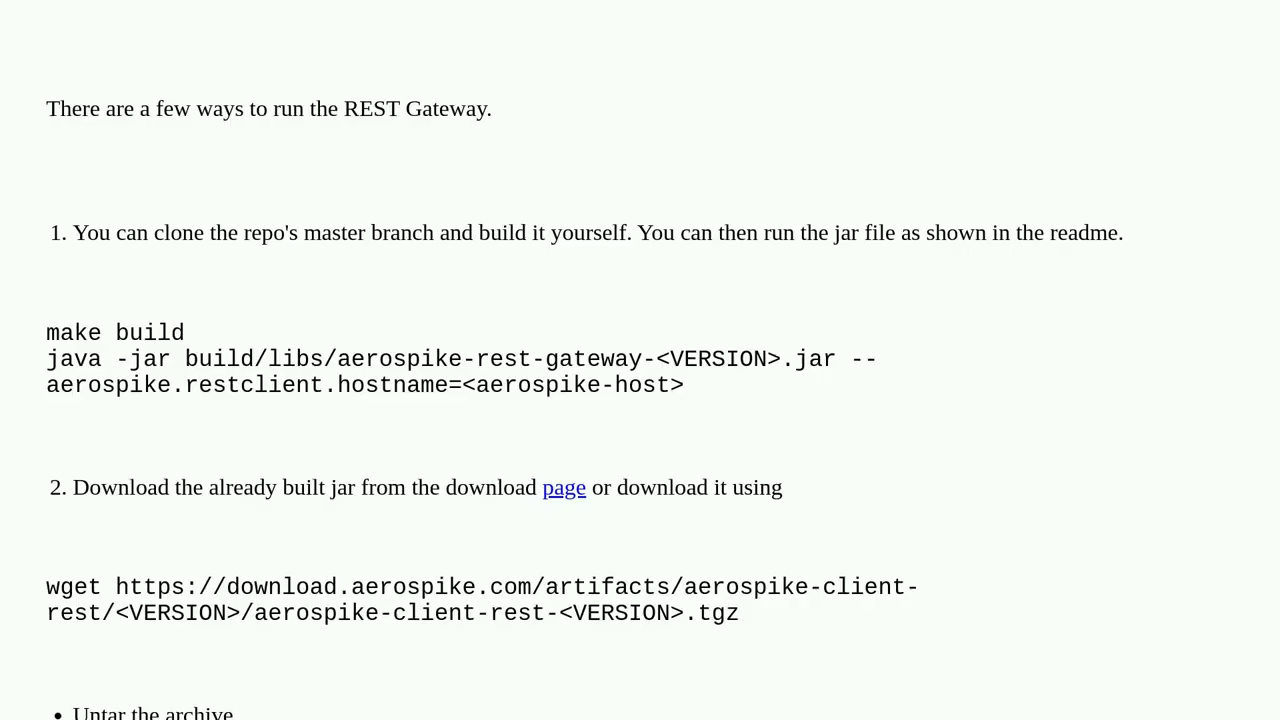 There are a few ways to run the REST Gateway.
1. You can clone the repo's master branch and build it yourself. You can then run the jar file as shown in the readme.
make build
java -jar build/libs/aerospike-rest-gateway-<VERSION>.jar --
aerospike.restclient.hostname=<aerospike-host>
2. Download the already built jar from the download page or download it using
wget https://download.aerospike.com/artifacts/aerospike-client-
rest/<VERSION>/aerospike-client-rest-<VERSION>.tgz
• Untar the archive